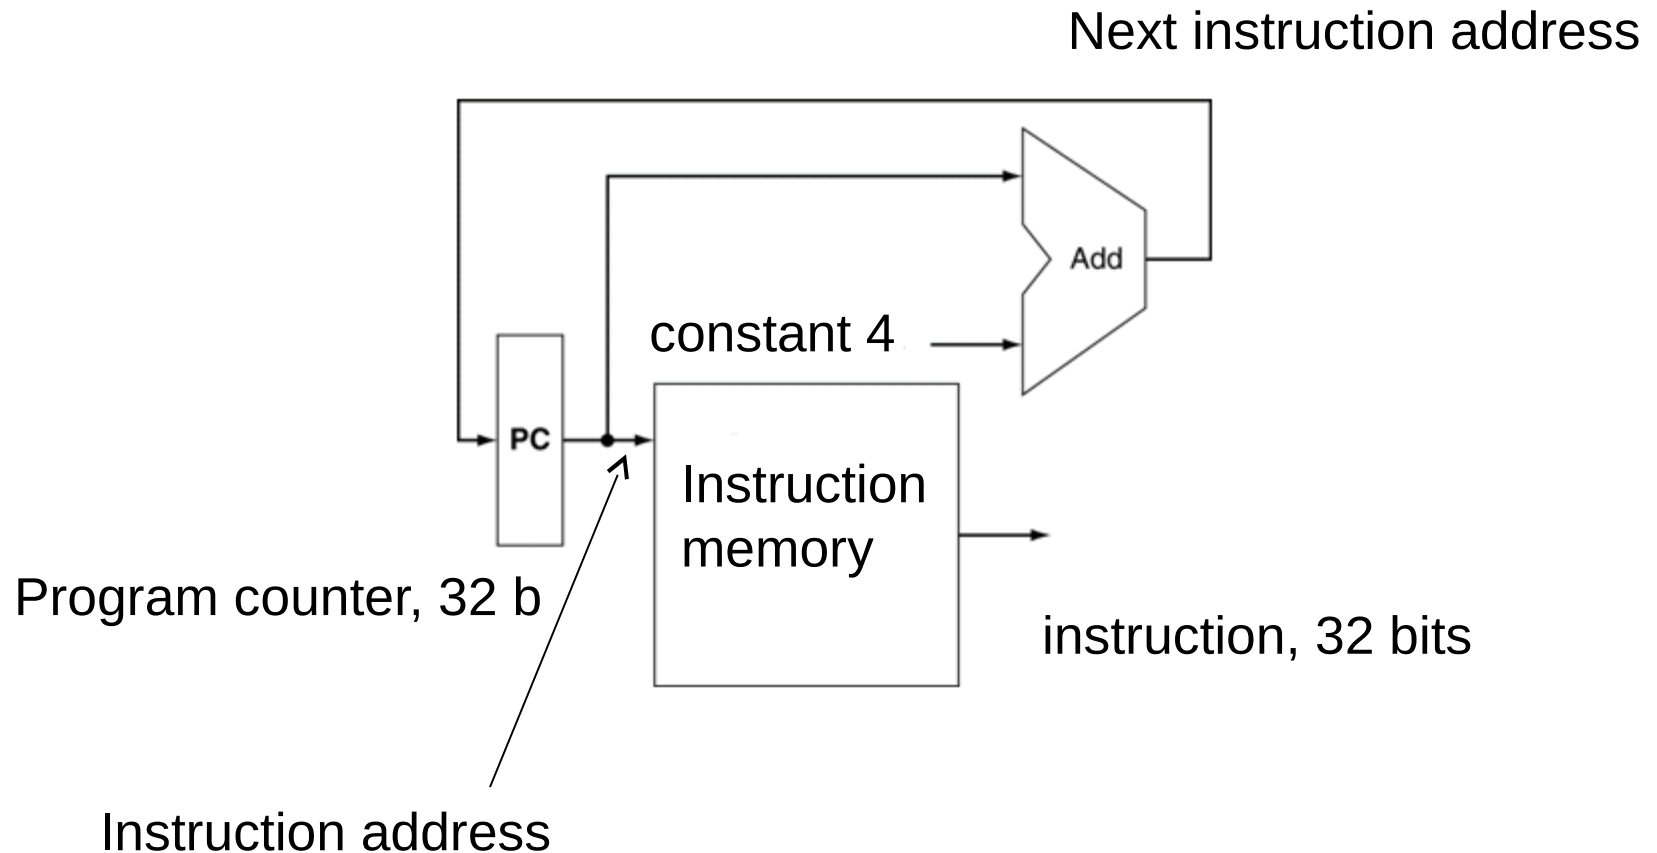 Next instruction address
Add
constant 4
PC
Instruction
memory
Program counter, 32 b
instruction, 32 bits
Instruction address